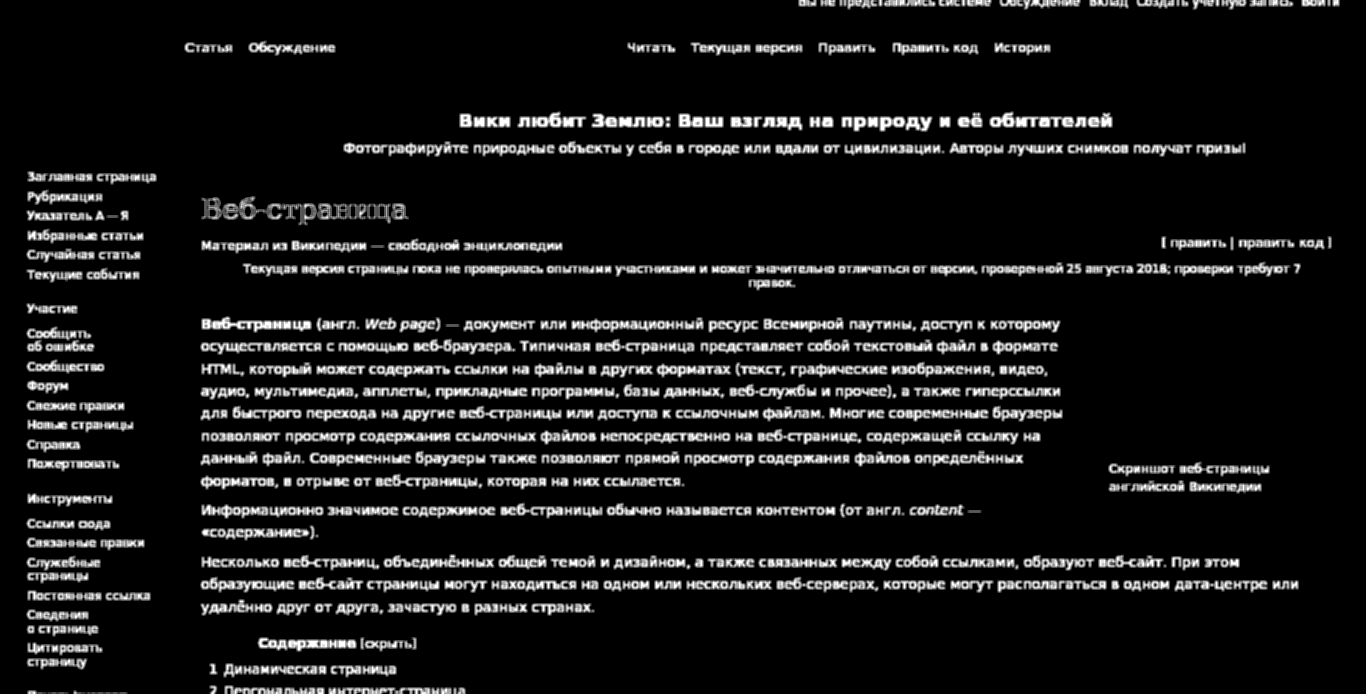 Вы не представились системе Обсуждение Вклад Создать учётную запись Войти
Статья Обсуждение
Читать Текущая версия Править Править код История
Вики любит Землю: Ваш взгляд на природу и её обитателей
Фотографируйте природные объекты у себя в городе или вдали от цивилизации. Авторы лучших снимков получат призы!
Заглавная страница
Рубрикация
Указатель А — Я
Избранные статьи
Случайная статья
Текущие события
Участие
Сообщить
об ошибке
Сообщество
Форум
Свежие правки
Новые страницы
Справка
Пожертвовать
Инструменты
Ссылки сюда
Связанные правки
Служебные
страницы
Постоянная ссылка
Сведения
о странице
Цитировать
страницу
Веб-страница
Материал из Википедии — свободной энциклопедии
[ править | править код ]
Текущая версия страницы пока не проверялась опытными участниками и может значительно отличаться от версии, проверенной 25 августа 2018; проверки требуют 7
правок.
Веб-страница (англ. Web page) — документ или информационный ресурс Всемирной паутины, доступ к которому
осуществляется с помощью веб-браузера. Типичная веб-страница представляет собой текстовый файл в формате
HTML, который может содержать ссылки на файлы в других форматах (текст, графические изображения, видео,
аудио, мультимедиа, апплеты, прикладные программы, базы данных, веб-службы и прочее), а также гиперссылки
для быстрого перехода на другие веб-страницы или доступа к ссылочным файлам. Многие современные браузеры
позволяют просмотр содержания ссылочных файлов непосредственно на веб-странице, содержащей ссылку на
данный файл. Современные браузеры также позволяют прямой просмотр содержания файлов определённых
форматов, в отрыве от веб-страницы, которая на них ссылается.
Скриншот веб-страницы
английской Википедии
Информационно значимое содержимое веб-страницы обычно называется контентом (от англ. content —
«содержание»).
Несколько веб-страниц, объединённых общей темой и дизайном, а также связанных между собой ссылками, образуют веб-сайт. При этом
образующие веб-сайт страницы могут находиться на одном или нескольких веб-серверах, которые могут располагаться в одном дата-центре или
удалённо друг от друга, зачастую в разных странах.
Содержание [скрыть]
1 Динамическая страница
2 Персональная интернет-страница